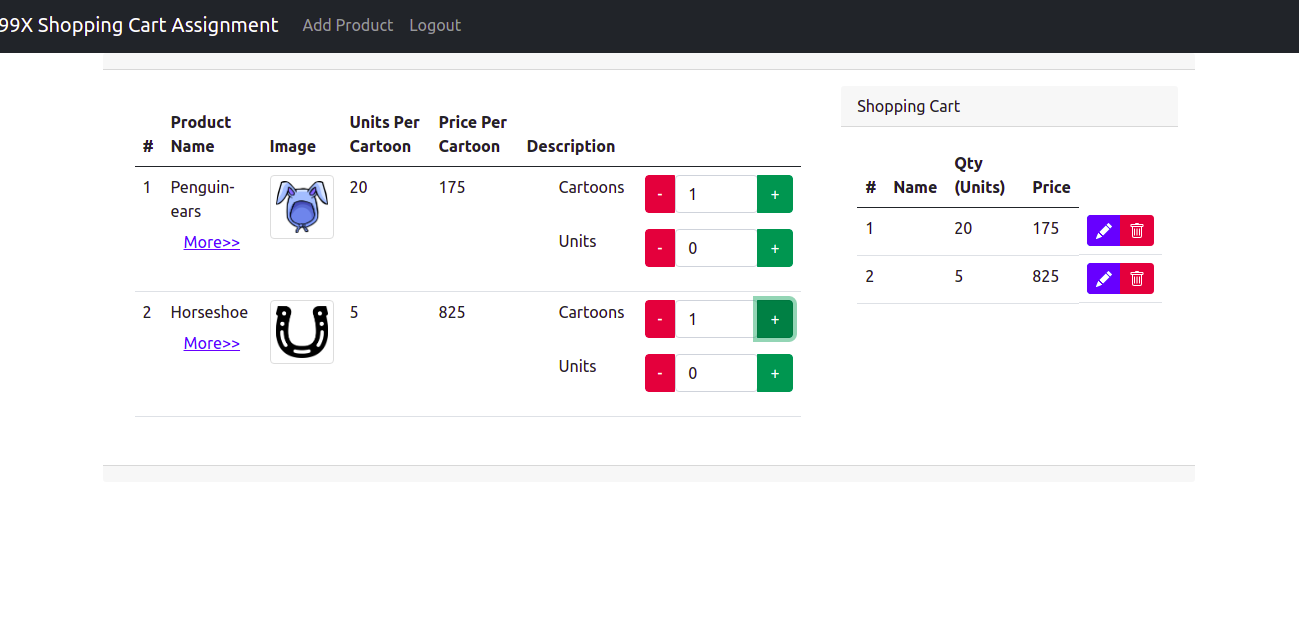 99X Shopping Cart Assignment Add Product Logout
Shopping Cart
# Product Name Image Units Per Cartoon Price Per Cartoon Description
1 Penguin-ears 20 175 Cartoons - 1 +
More>> Units - 0 +
2 Horseshoe 5 825 Cartoons - 1 +
More>> Units - 0 +
# Name Qty (Units) Price
1 20 175
2 5 825